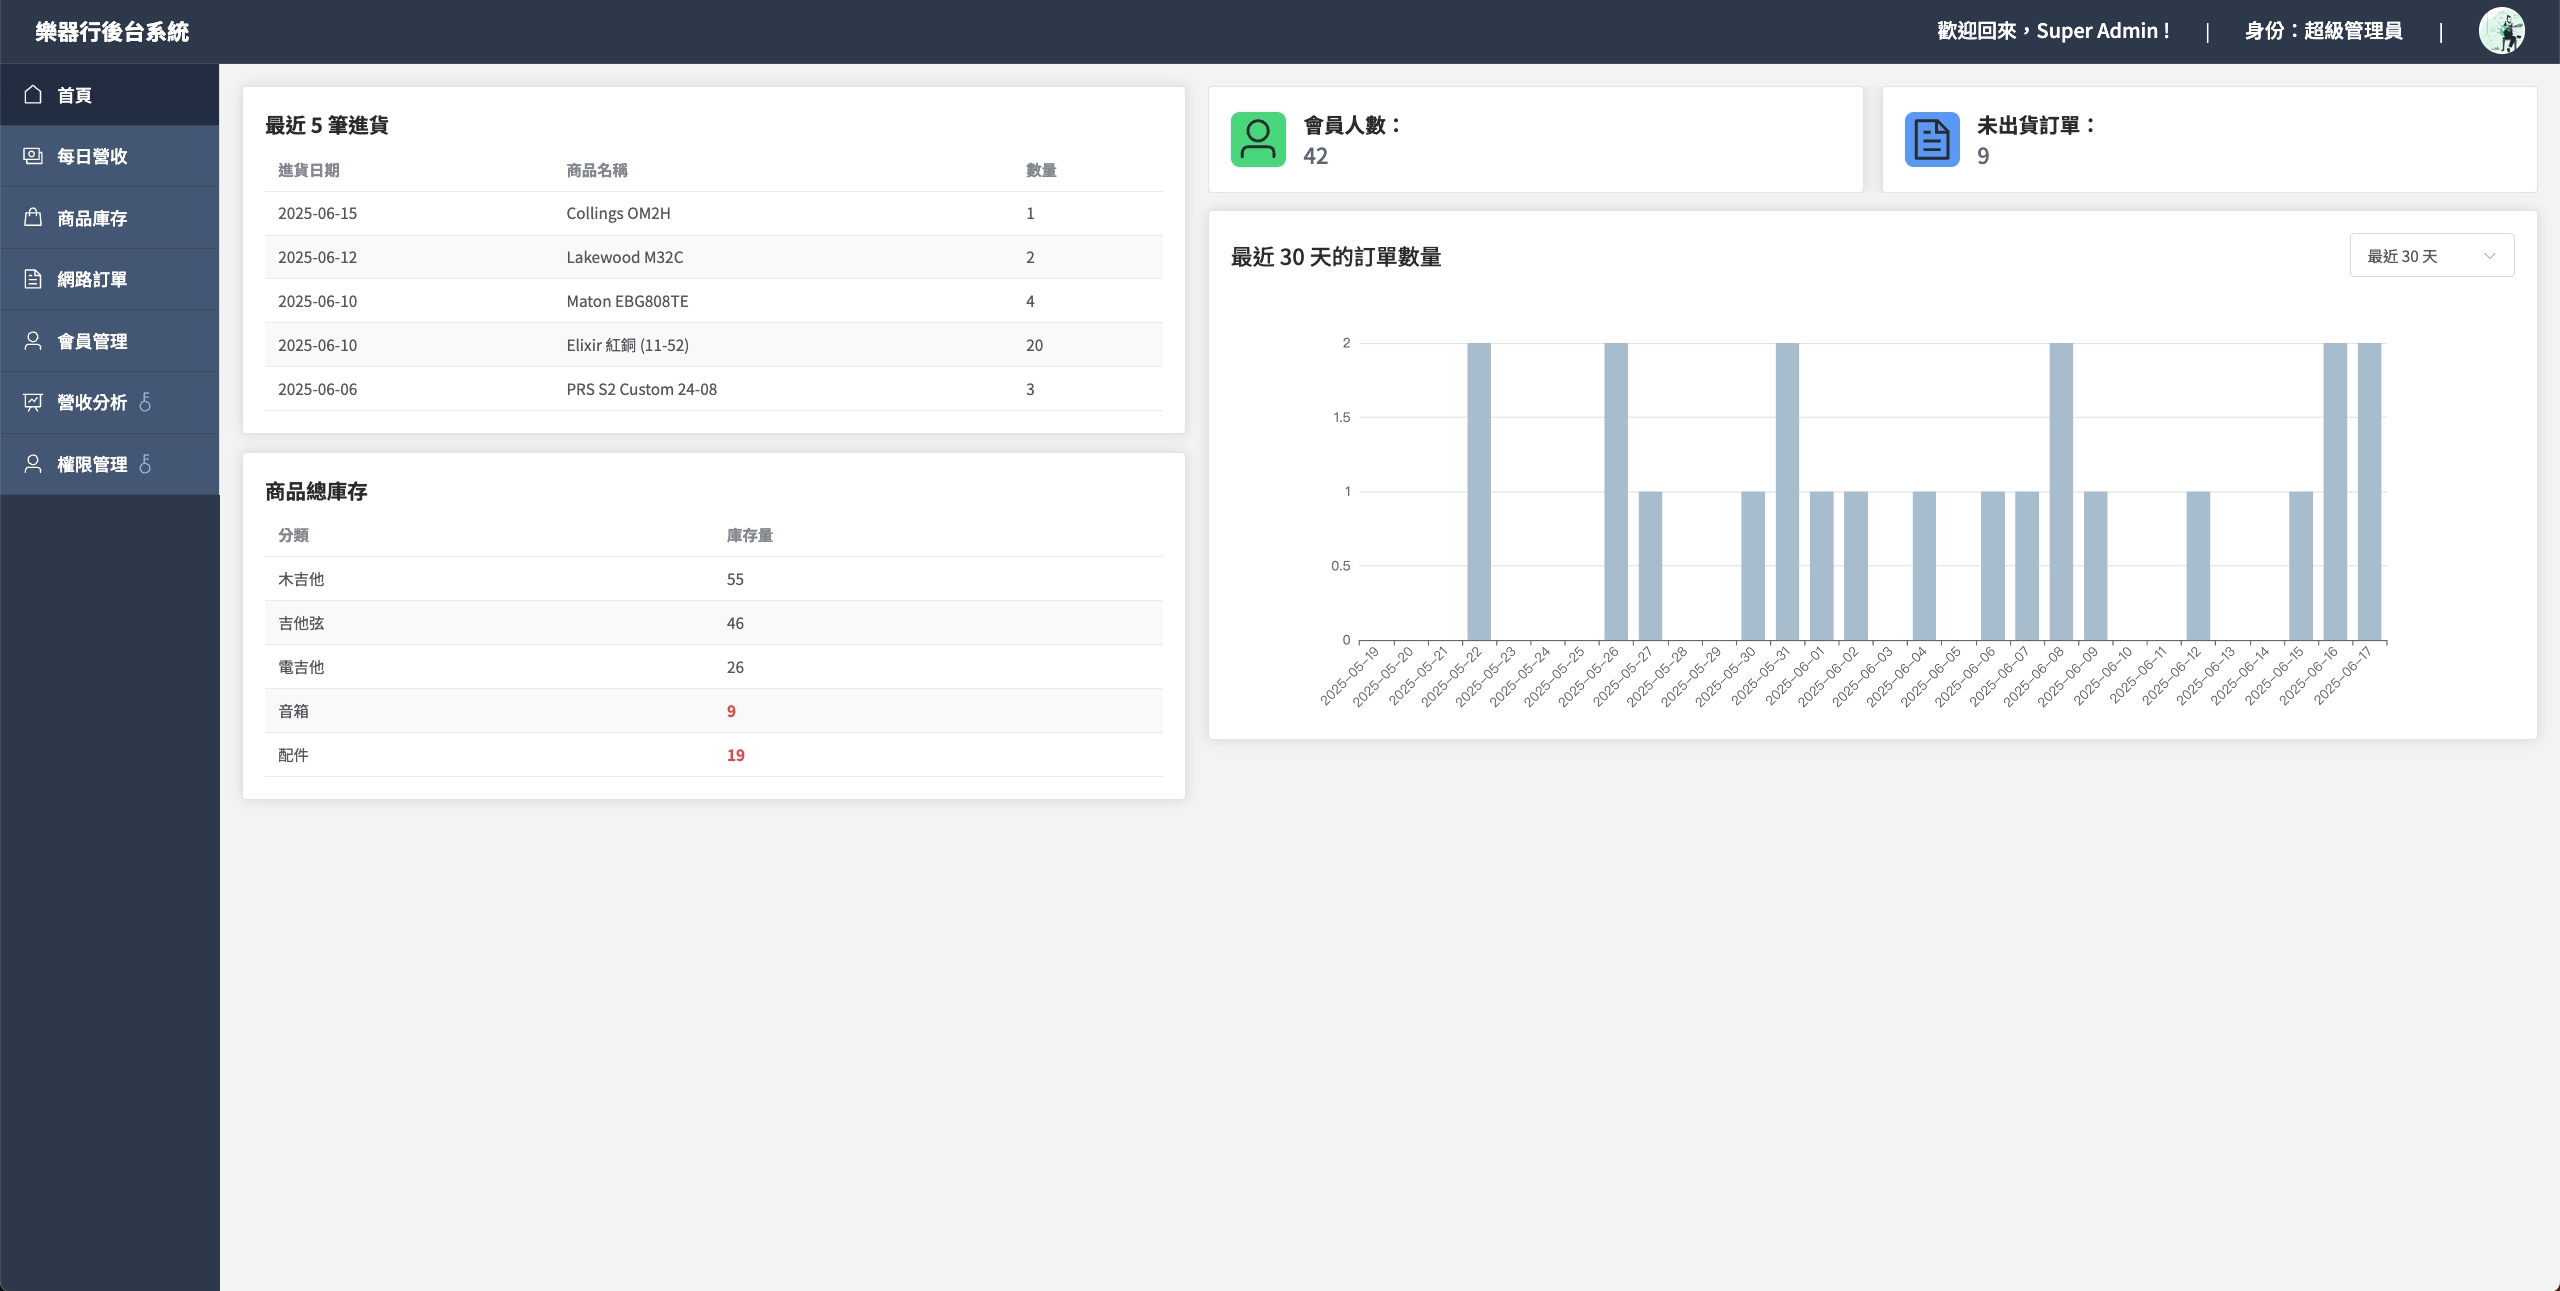 樂器行後台系統
歡迎回來，Super Admin！ | 身份：超級管理員 |
首頁
每日營收
商品庫存
網路訂單
會員管理
營收分析
權限管理
最近 5 筆進貨
進貨日期 商品名稱 數量
2025-06-15 Collings OM2H 1
2025-06-12 Lakewood M32C 2
2025-06-10 Maton EBG808TE 4
2025-06-10 Elixir 紅銅 (11-52) 20
2025-06-06 PRS S2 Custom 24-08 3
商品總庫存
分類 庫存量
木吉他 55
吉他弦 46
電吉他 26
音箱 9
配件 19
會員人數：
42
未出貨訂單：
9
最近 30 天的訂單數量
最近 30 天
2
1.5
1
0.5
0
2025-05-19
2025-05-20
2025-05-21
2025-05-22
2025-05-23
2025-05-24
2025-05-25
2025-05-26
2025-05-27
2025-05-28
2025-05-29
2025-05-30
2025-05-31
2025-06-01
2025-06-02
2025-06-03
2025-06-04
2025-06-05
2025-06-06
2025-06-07
2025-06-08
2025-06-09
2025-06-10
2025-06-11
2025-06-12
2025-06-13
2025-06-14
2025-06-15
2025-06-16
2025-06-17